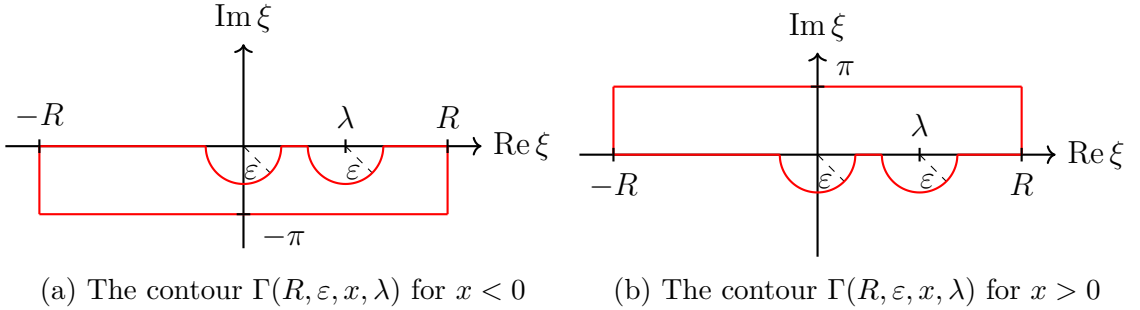 Im ξ
−R
λ
R
Re ξ
ε
ε
−π
(a) The contour Γ(R, ε, x, λ) for x < 0
Im ξ
π
λ
Re ξ
−R
ε
ε
R
(b) The contour Γ(R, ε, x, λ) for x > 0